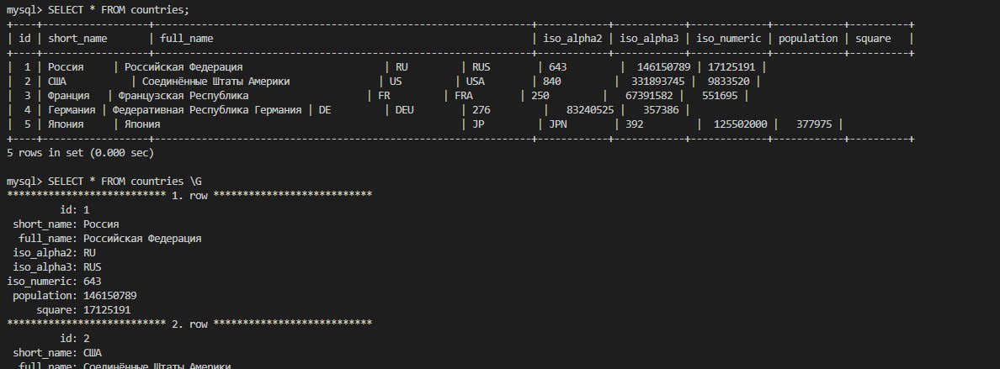 mysql> SELECT * FROM countries;
+----+---------------+----------------------------------------------------------------+------------+------------+-------------+------------+----------+
| id | short_name | full_name | iso_alpha2 | iso_alpha3 | iso_numeric | population | square |
+----+---------------+----------------------------------------------------------------+------------+------------+-------------+------------+----------+
| 1 | Россия | Российская Федерация | RU | RUS | 643 | 146150789 | 17125191 |
| 2 | США | Соединённые Штаты Америки | US | USA | 840 | 331893745 | 9833520 |
| 3 | Франция | Французская Республика | FR | FRA | 250 | 67391582 | 551695 |
| 4 | Германия | Федеративная Республика Германия | DE | DEU | 276 | 83240525 | 357386 |
| 5 | Япония | Япония | JP | JPN | 392 | 125502000 | 377975 |
+----+---------------+----------------------------------------------------------------+------------+------------+-------------+------------+----------+
5 rows in set (0.000 sec)
mysql> SELECT * FROM countries \G
*************************** 1. row ***************************
id: 1
short_name: Россия
full_name: Российская Федерация
iso_alpha2: RU
iso_alpha3: RUS
iso_numeric: 643
population: 146150789
square: 17125191
*************************** 2. row ***************************
id: 2
short_name: США
full_name: Соединённые Штаты Америки